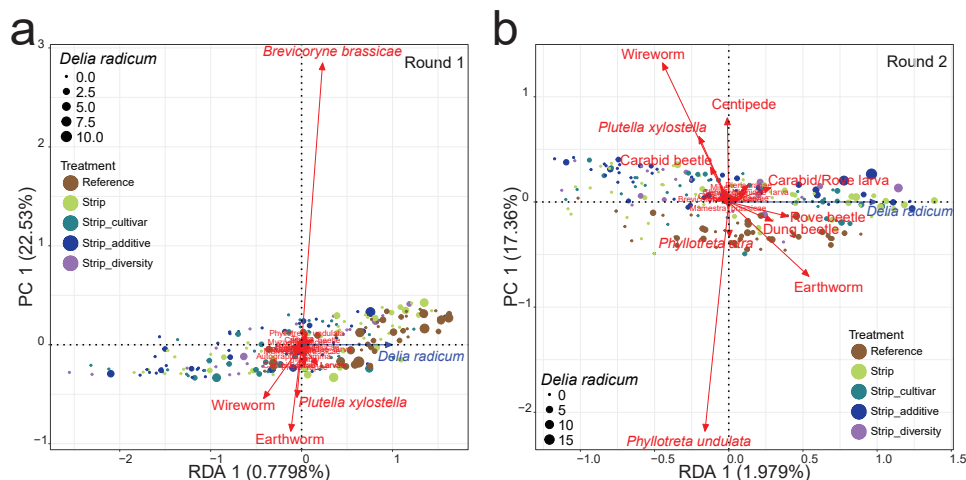 a
Delia radicum
0.0
2.5
5.0
7.5
10.0
Treatment
Reference
Strip
Strip_cultivar
Strip_additive
Strip_diversity
Brevicoryne brassicae
Round 1
3
2
1
0
−1
PC 1 (22.53%)
Delia radicum
Wireworm
Plutella xylostella
Earthworm
−2
−1
0
1
RDA 1 (0.7798%)
b
Wireworm
Round 2
Centipede
Plutella xylostella
Carabid beetle
Carabid/Rove larva
Delia radicum
Rove beetle
Dung beetle
Phyllotreta atra
Earthworm
Phyllotreta undulata
1
0
−1
−2
PC 1 (17.36%)
Delia radicum
0
5
10
15
Treatment
Reference
Strip
Strip_cultivar
Strip_additive
Strip_diversity
−1.0
−0.5
0.0
0.5
1.0
1.5
RDA 1 (1.979%)